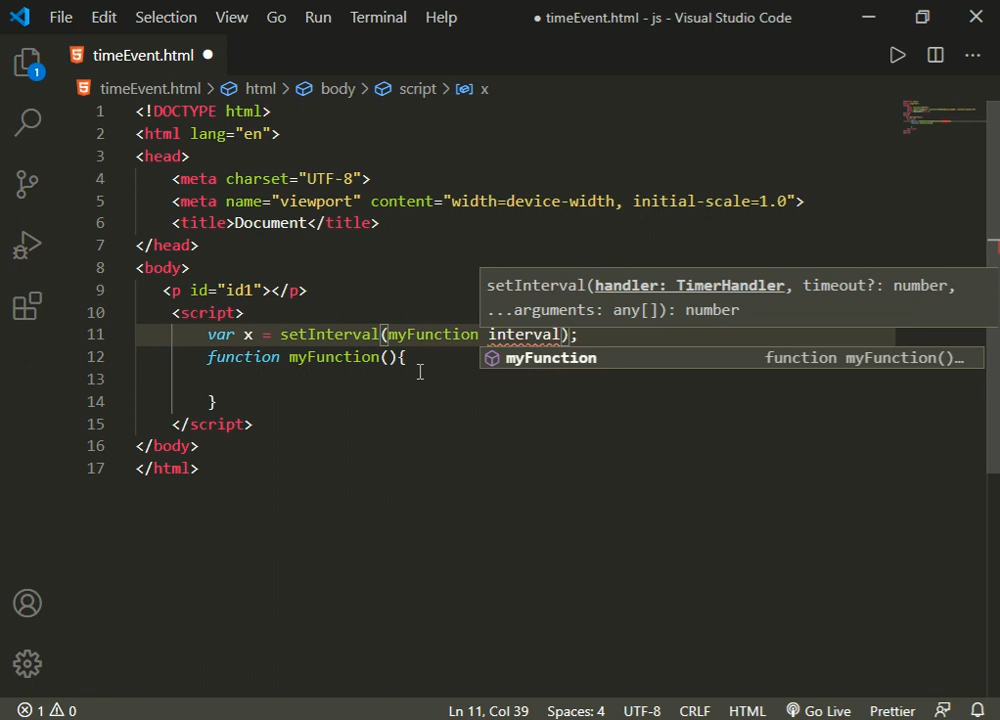 File Edit Selection View Go Run Terminal Help ● timeEvent.html - js - Visual Studio Code
timeEvent.html ●
1
timeEvent.html > html > body > script > x
1 <!DOCTYPE html>
2 <html lang="en">
3 <head>
4 <meta charset="UTF-8">
5 <meta name="viewport" content="width=device-width, initial-scale=1.0">
6 <title>Document</title>
7 </head>
8 <body>
9 <p id="id1"></p>
10 <script>
setInterval(handler: TimerHandler, timeout?: number,
...arguments: any[]): number
11 var x = setInterval(myFunction interval);
12 function myFunction(){
myFunction function myFunction()…
13
14 }
15 </script>
16 </body>
17 </html>
1 0 Ln 11, Col 39 Spaces: 4 UTF-8 CRLF HTML Go Live Prettier